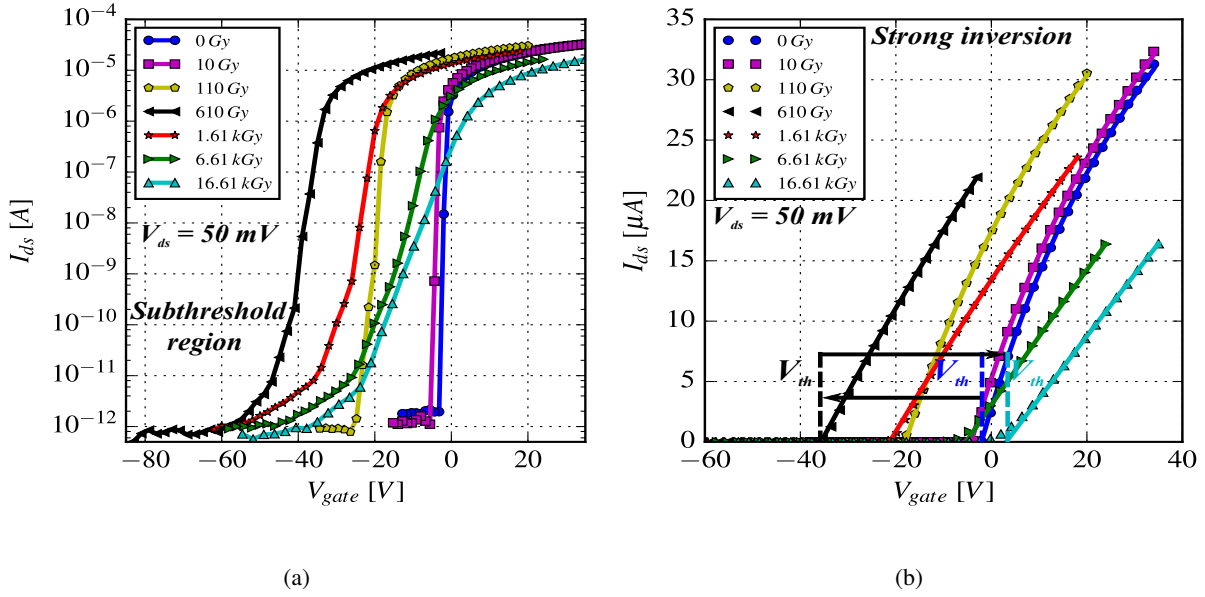 10⁻⁴
10⁻⁵
10⁻⁶
10⁻⁷
10⁻⁸
10⁻⁹
10⁻¹⁰
10⁻¹¹
10⁻¹²
I_ds [A]
0 Gy
10 Gy
110 Gy
610 Gy
1.61 kGy
6.61 kGy
16.61 kGy
V_ds = 50 mV
Subthreshold
region
−80 −60 −40 −20 0 20
V_gate [V]
(a)
35
30
25
20
15
10
5
0
I_ds [μA]
Strong inversion
0 Gy
10 Gy
110 Gy
610 Gy
1.61 kGy
6.61 kGy
16.61 kGy
V_ds = 50 mV
V_th V_th V_th
−60 −40 −20 0 20 40
V_gate [V]
(b)